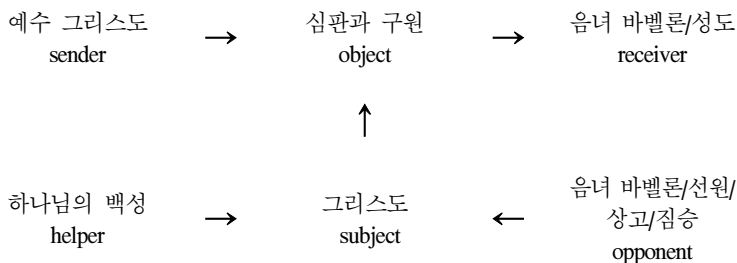 예수 그리스도 → 심판과 구원 → 음녀 바벨론/성도
sender object receiver
↑
음녀 바벨론/선원/
하나님의 백성 → 그리스도 ← 상고/짐승
helper subject opponent